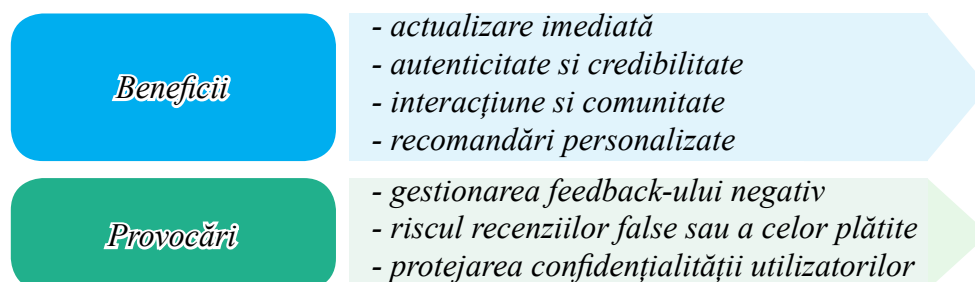 Beneficii
- actualizare imediată
- autenticitate si credibilitate
- interacțiune si comunitate
- recomandări personalizate
Provocări
- gestionarea feedback-ului negativ
- riscul recenziilor false sau a celor plătite
- protejarea confidențialității utilizatorilor